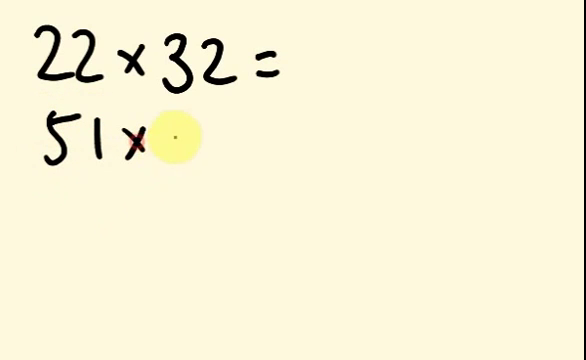 22 × 32 =
51 ×